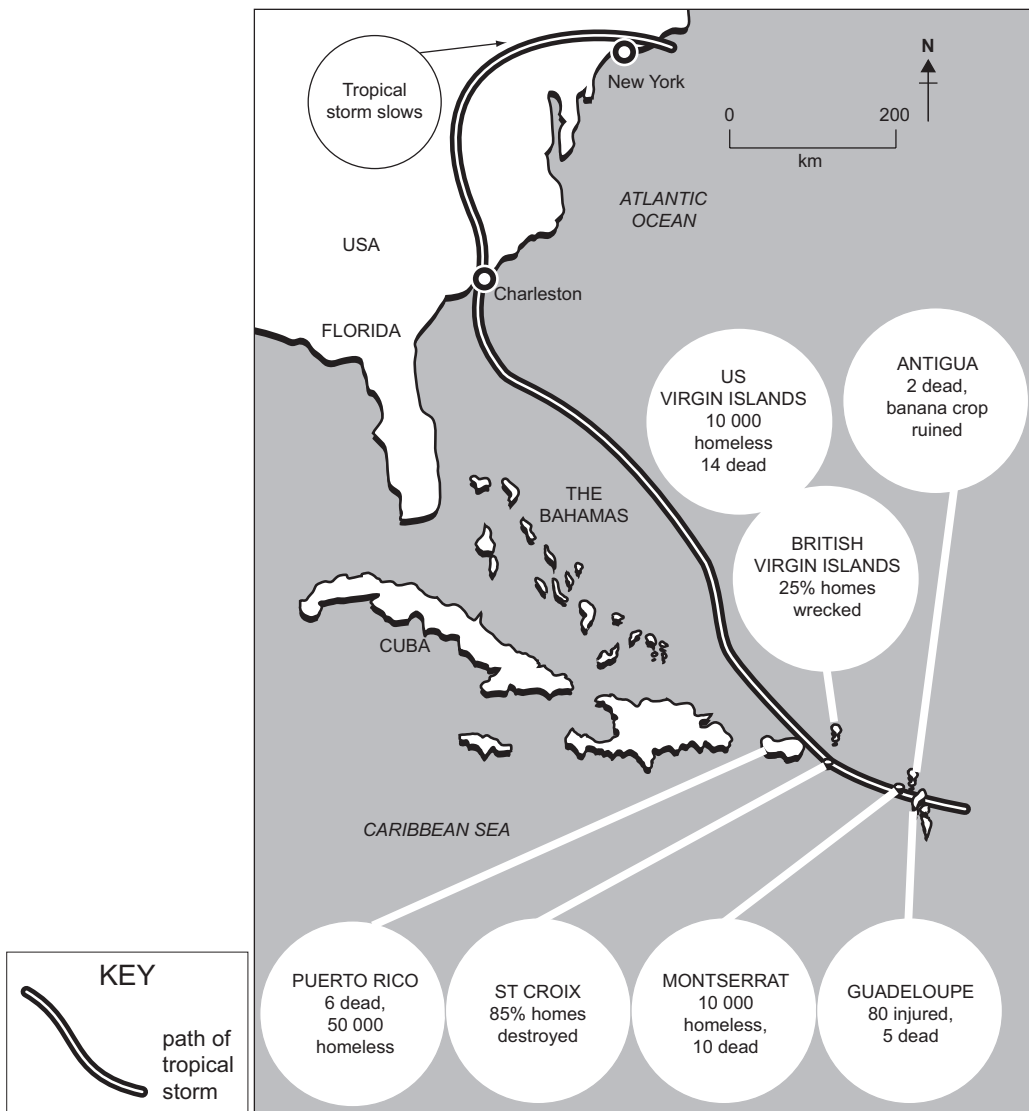 Tropical
storm slows
New York
N
0
200
km
ATLANTIC
OCEAN
USA
Charleston
FLORIDA
US
VIRGIN ISLANDS
10 000
homeless
14 dead
ANTIGUA
2 dead,
banana crop
ruined
THE
BAHAMAS
BRITISH
VIRGIN ISLANDS
25% homes
wrecked
CUBA
CARIBBEAN SEA
PUERTO RICO
6 dead,
50 000
homeless
ST CROIX
85% homes
destroyed
MONTSERRAT
10 000
homeless,
10 dead
GUADELOUPE
80 injured,
5 dead
KEY
path of
tropical
storm